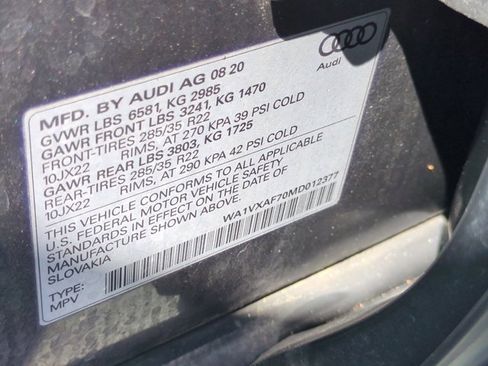 MFD. BY AUDI AG 08 20
Audi
GVWR LBS 6581, KG 2985
GAWR FRONT LBS 3241, KG 1470
FRONT-TIRES 285/35 R22
10JX22 RIMS, AT 270 KPA 39 PSI COLD
GAWR REAR LBS 3803, KG 1725
REAR-TIRES 285/35 R22
10JX22 RIMS, AT 290 KPA 42 PSI COLD
THIS VEHICLE CONFORMS TO ALL APPLICABLE
U.S. FEDERAL MOTOR VEHICLE SAFETY
STANDARDS IN EFFECT ON THE DATE OF
MANUFACTURE SHOWN ABOVE.
SLOVAKIA
WA1VXAF70MD012377
TYPE:
MPV